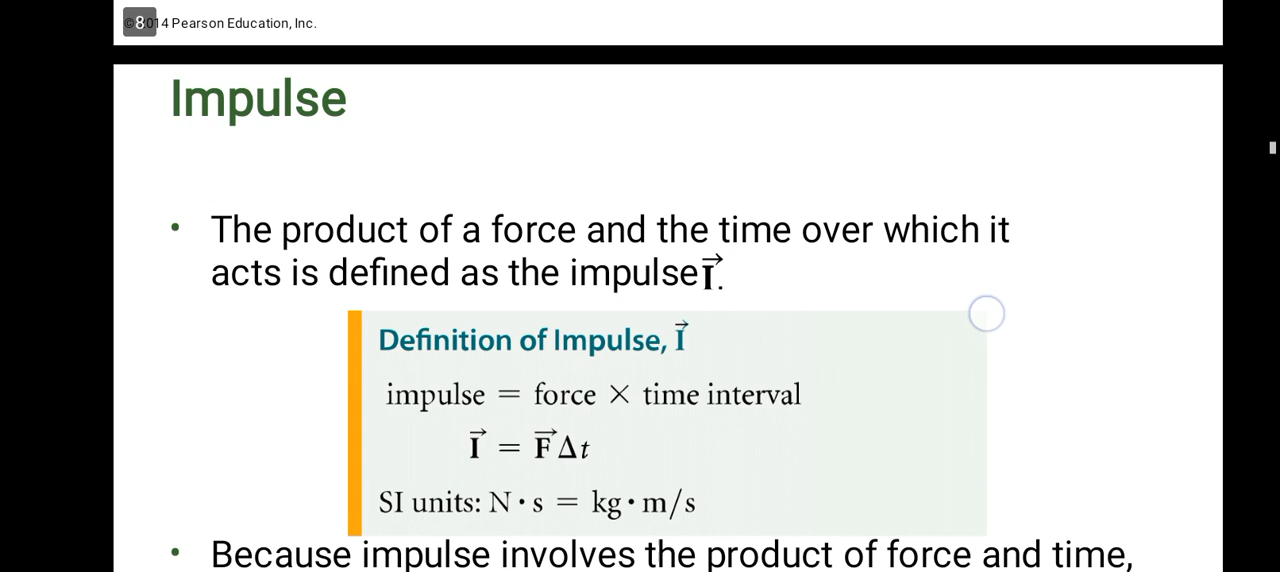 © 2014 Pearson Education, Inc.
8
Impulse
• The product of a force and the time over which it
acts is defined as the impulse I⃗.
Definition of Impulse, I⃗
impulse = force × time interval
I⃗ = F⃗Δt
SI units: N·s = kg·m/s
• Because impulse involves the product of force and time,